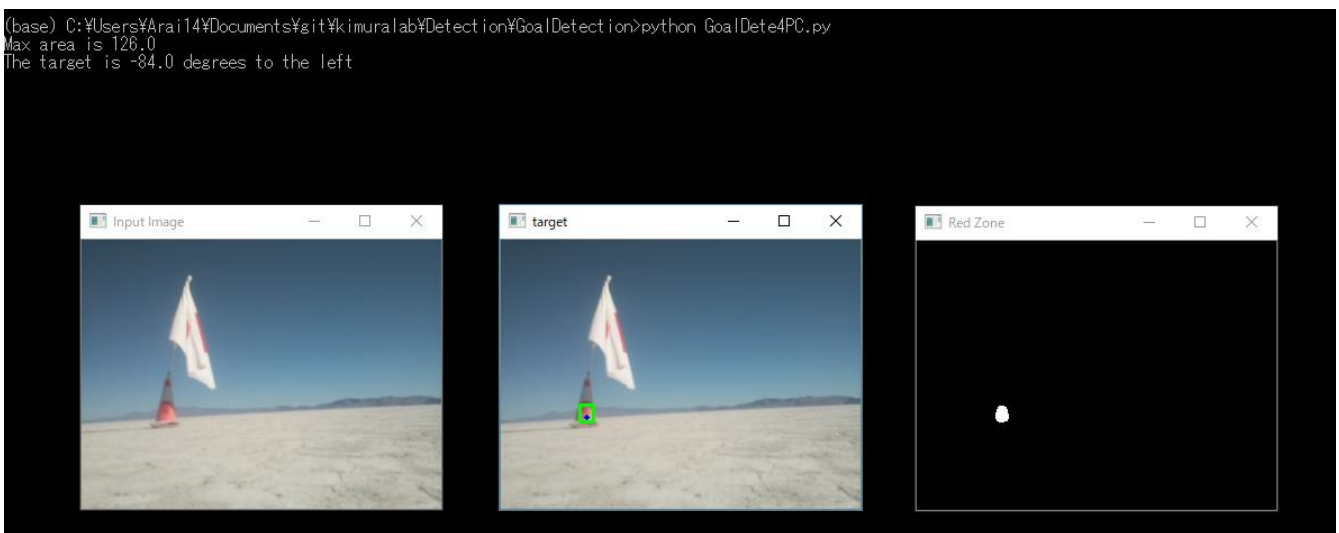 (base) C:¥Users¥Arai14¥Documents¥git¥kimuralab¥Detection¥GoalDetection>python GoalDete4PC.py
Max area is 126.0
The target is -84.0 degrees to the left
Input Image
target
Red Zone